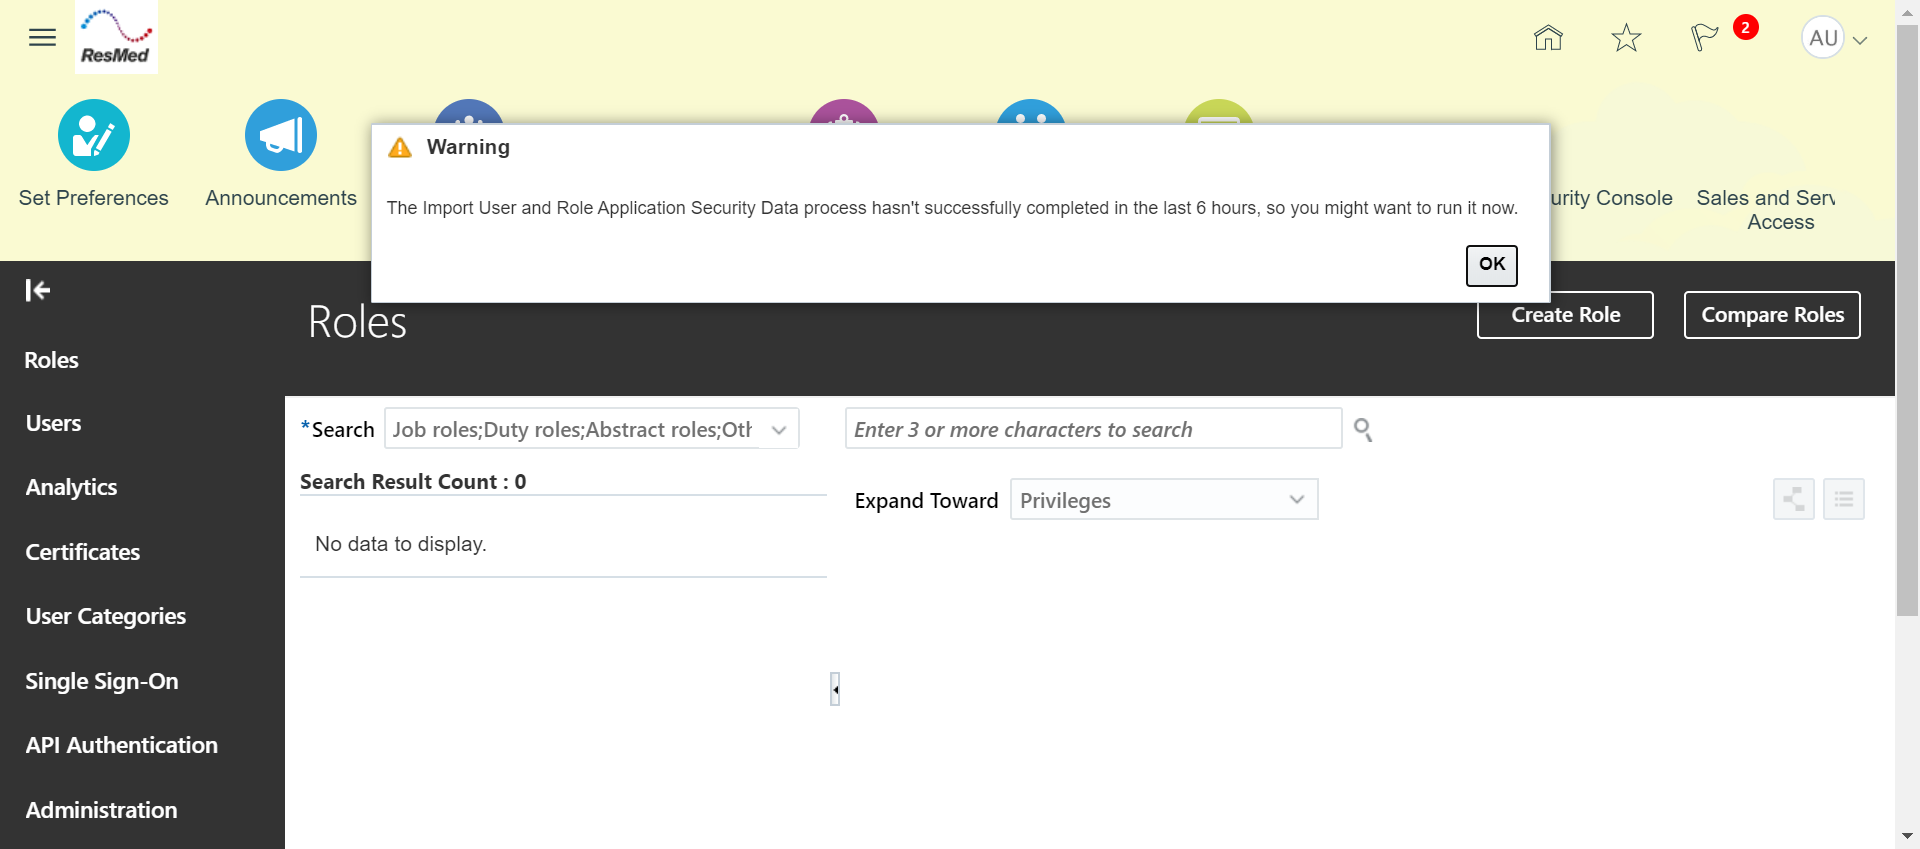 ResMed
2
AU
Set Preferences
Announcements
urity Console
Sales and Serv
Access
Warning
The Import User and Role Application Security Data process hasn't successfully completed in the last 6 hours, so you might want to run it now.
OK
Roles
Create Role
Compare Roles
Roles
Users
Analytics
Certificates
User Categories
Single Sign-On
API Authentication
Administration
*Search
Job roles;Duty roles;Abstract roles;Oth
Enter 3 or more characters to search
Search Result Count : 0
Expand Toward
Privileges
No data to display.